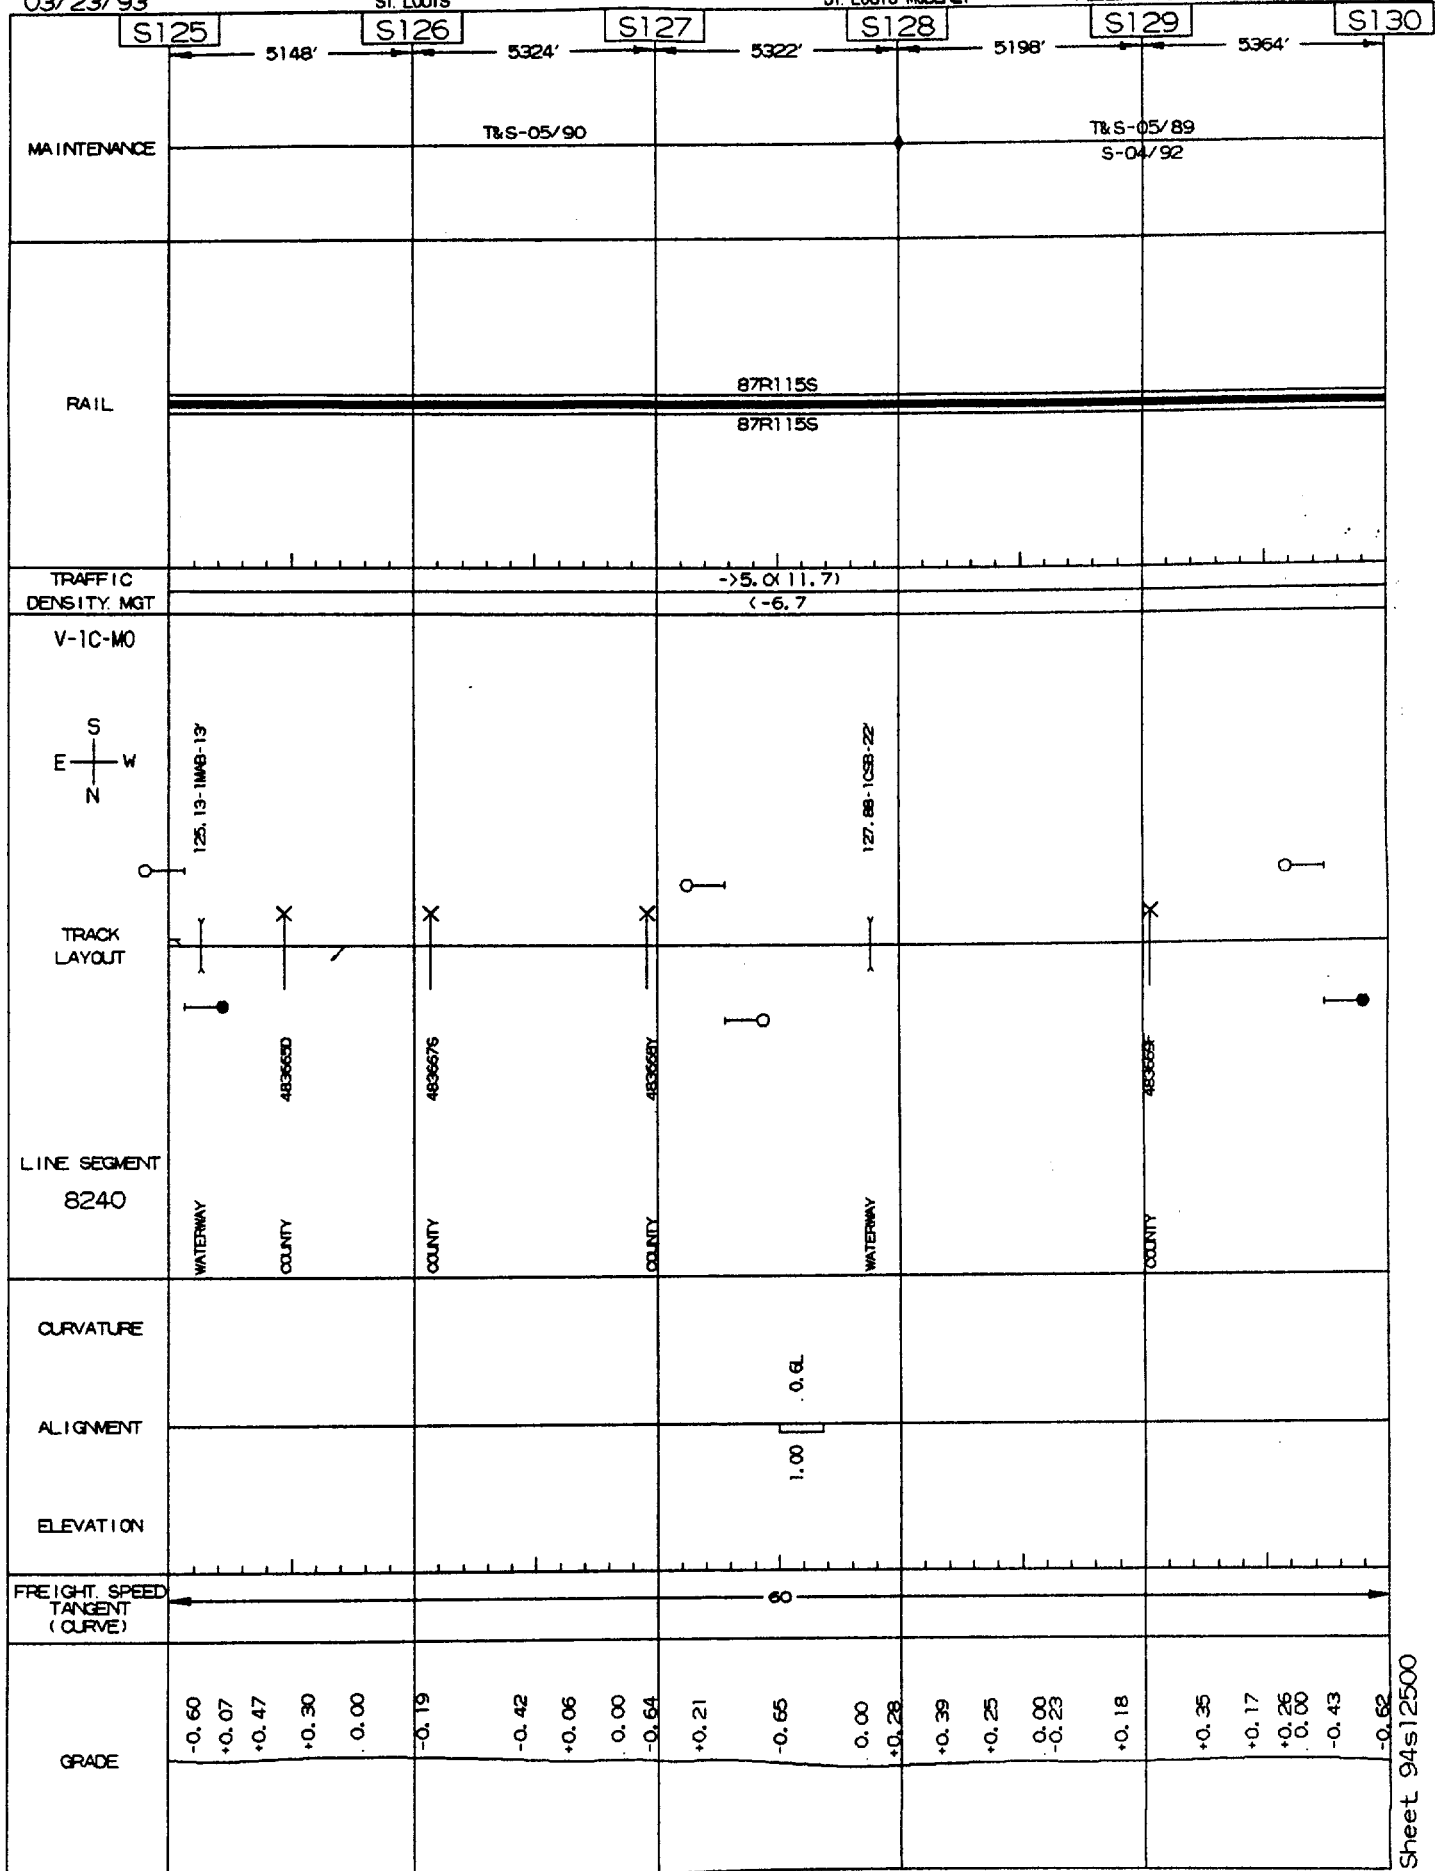 03/23/93
ST. LOUIS
S125 S126 S127 S128 S129 S130
5148' 5324' 5322' 5198' 5364'
MAINTENANCE
T&S-05/90
T&S-05/89
S-04/92
RAIL
87R115S
87R115S
TRAFFIC
->5.0(11.7)
DENSITY. MGT
<-6.7
V-1C-MO
S
E W
N
125.13-1MAB-13'
127.88-1CSB-22'
TRACK
LAYOUT
483665D
483667S
483668Y
483669F
LINE SEGMENT
8240
WATERWAY
COUNTY
COUNTY
COUNTY
WATERWAY
COUNTY
CURVATURE
0.6L
ALIGNMENT
1.00
ELEVATION
FREIGHT. SPEED
TANGENT
(CURVE)
60
GRADE
-0.60
+0.07
+0.47
+0.30
0.00
-0.19
-0.42
+0.06
0.00
-0.64
+0.21
-0.65
0.00
+0.28
+0.39
+0.25
0.00
-0.23
+0.18
+0.35
+0.17
+0.26
0.00
-0.43
-0.62
Sheet 94s12500